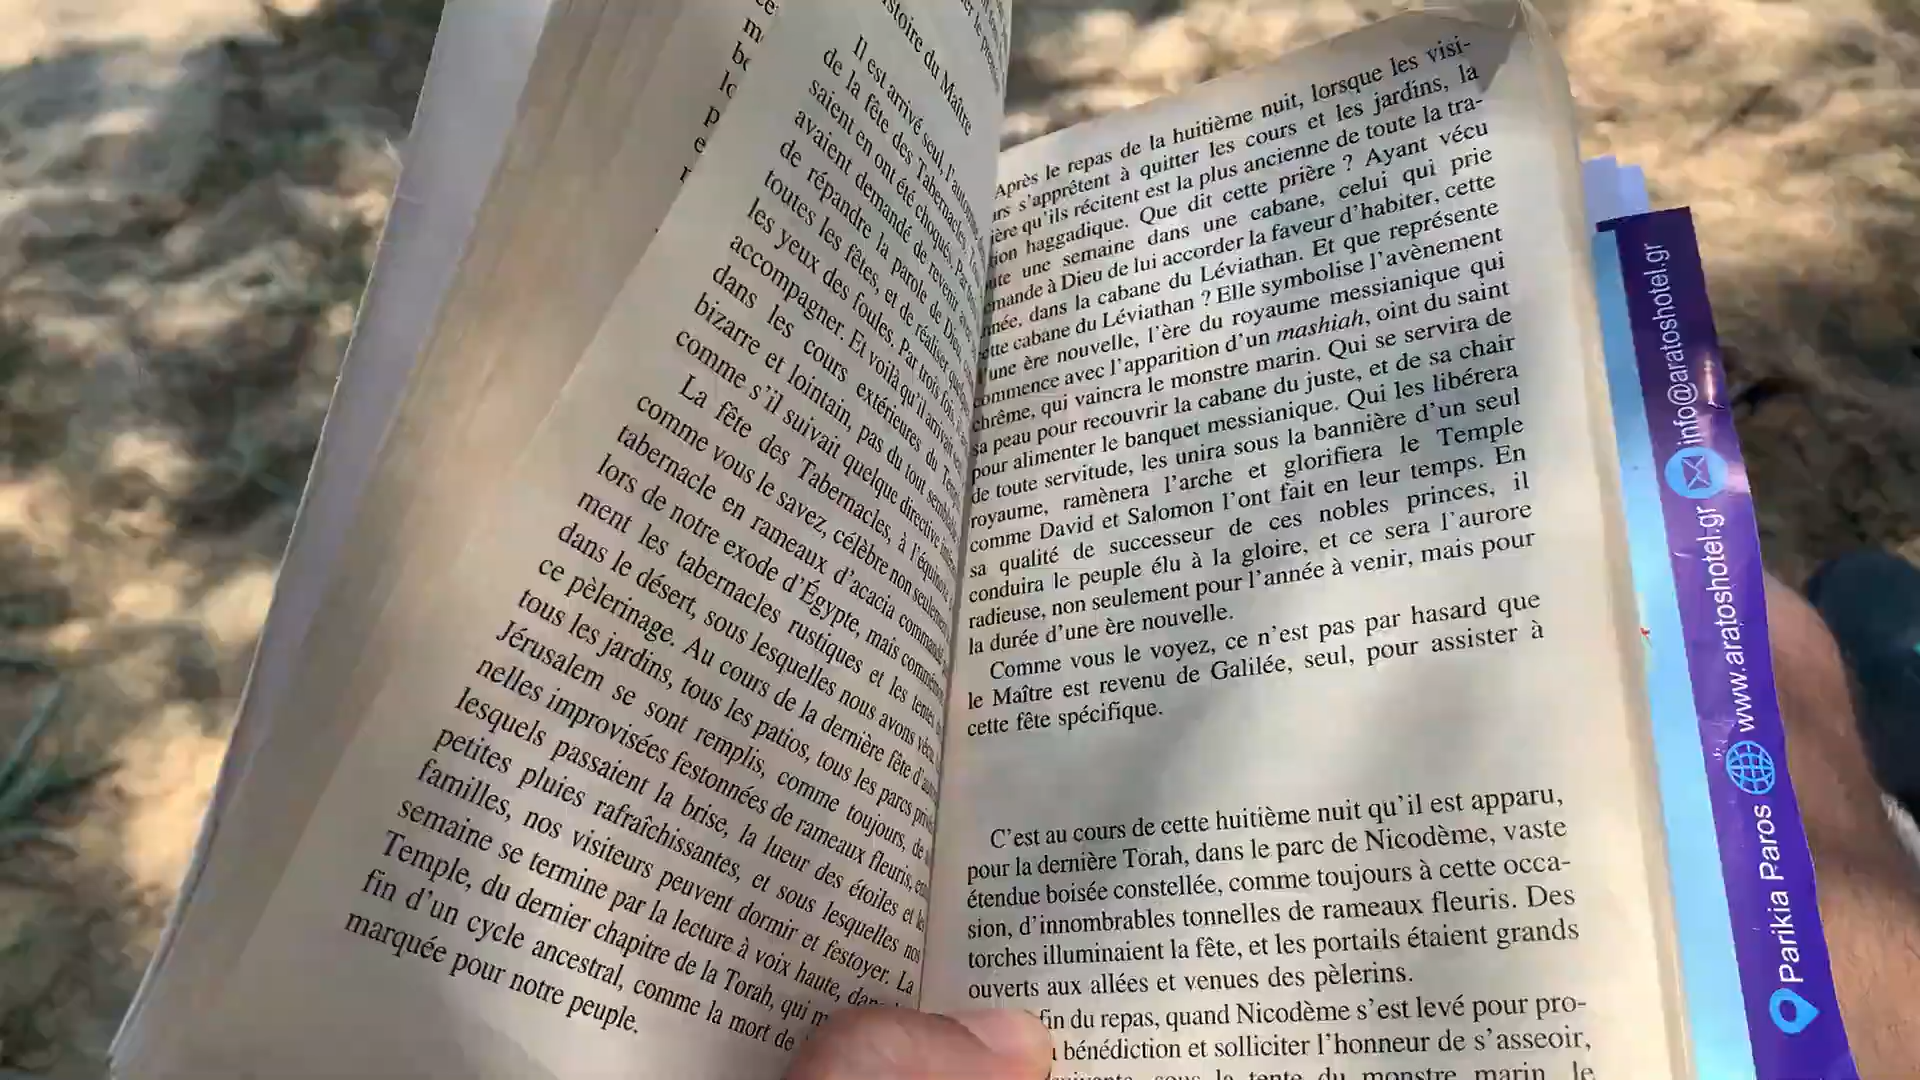 stoire du Maître
Il est arrivé seul, l'automne
de la fête des Tabernacles.
saient en ont été choqués. Par
avaient demandé de revenir
de répandre la parole de Dieu
toutes les fêtes, et de réaliser
les yeux des foules. Par trois fois
accompagner. Et voilà qu'il arrivait
dans les cours extérieures du
bizarre et lointain, pas du tout
comme s'il suivait quelque directive
La fête des Tabernacles, à l'équinoxe
comme vous le savez, célèbre non seulement
tabernacle en rameaux d'acacia
lors de notre exode d'Égypte, mais
ment les tabernacles rustiques et les tentes
dans le désert, sous lesquelles nous avons
ce pèlerinage. Au cours de la dernière fête
tous les jardins, tous les patios, tous les parcs
Jérusalem se sont remplis, comme toujours, de
nelles improvisées festonnées de rameaux fleuris,
lesquels passaient la brise, la lueur des étoiles et
petites pluies rafraîchissantes, et sous lesquelles nos
familles, nos visiteurs peuvent dormir et festoyer. La
semaine se termine par la lecture à voix haute,
Temple, du dernier chapitre de la Torah, qui
fin d'un cycle ancestral, comme la mort de
marquée pour notre peuple.
Après le repas de la huitième nuit, lorsque les visi-
rs s'apprêtent à quitter les cours et les jardins, la
ère qu'ils récitent est la plus ancienne de toute la tra-
ion haggadique. Que dit cette prière ? Ayant vécu
ute une semaine dans une cabane, celui qui prie
mande à Dieu de lui accorder la faveur d'habiter, cette
nnée, dans la cabane du Léviathan. Et que représente
ette cabane du Léviathan ? Elle symbolise l'avènement
'une ère nouvelle, l'ère du royaume messianique qui
commence avec l'apparition d'un mashiah, oint du saint
chrême, qui vaincra le monstre marin. Qui se servira de
sa peau pour recouvrir la cabane du juste, et de sa chair
pour alimenter le banquet messianique. Qui les libérera
de toute servitude, les unira sous la bannière d'un seul
royaume, ramènera l'arche et glorifiera le Temple
comme David et Salomon l'ont fait en leur temps. En
sa qualité de successeur de ces nobles princes, il
conduira le peuple élu à la gloire, et ce sera l'aurore
radieuse, non seulement pour l'année à venir, mais pour
la durée d'une ère nouvelle.
Comme vous le voyez, ce n'est pas par hasard que
le Maître est revenu de Galilée, seul, pour assister à
cette fête spécifique.
C'est au cours de cette huitième nuit qu'il est apparu,
pour la dernière Torah, dans le parc de Nicodème, vaste
étendue boisée constellée, comme toujours à cette occa-
sion, d'innombrables tonnelles de rameaux fleuris. Des
torches illuminaient la fête, et les portails étaient grands
ouverts aux allées et venues des pèlerins.
fin du repas, quand Nicodème s'est levé pour pro-
bénédiction et solliciter l'honneur de s'asseoir,
sous la tente du monstre marin, le
Parikia Paros www.aratoshotel.gr info@aratoshotel.gr